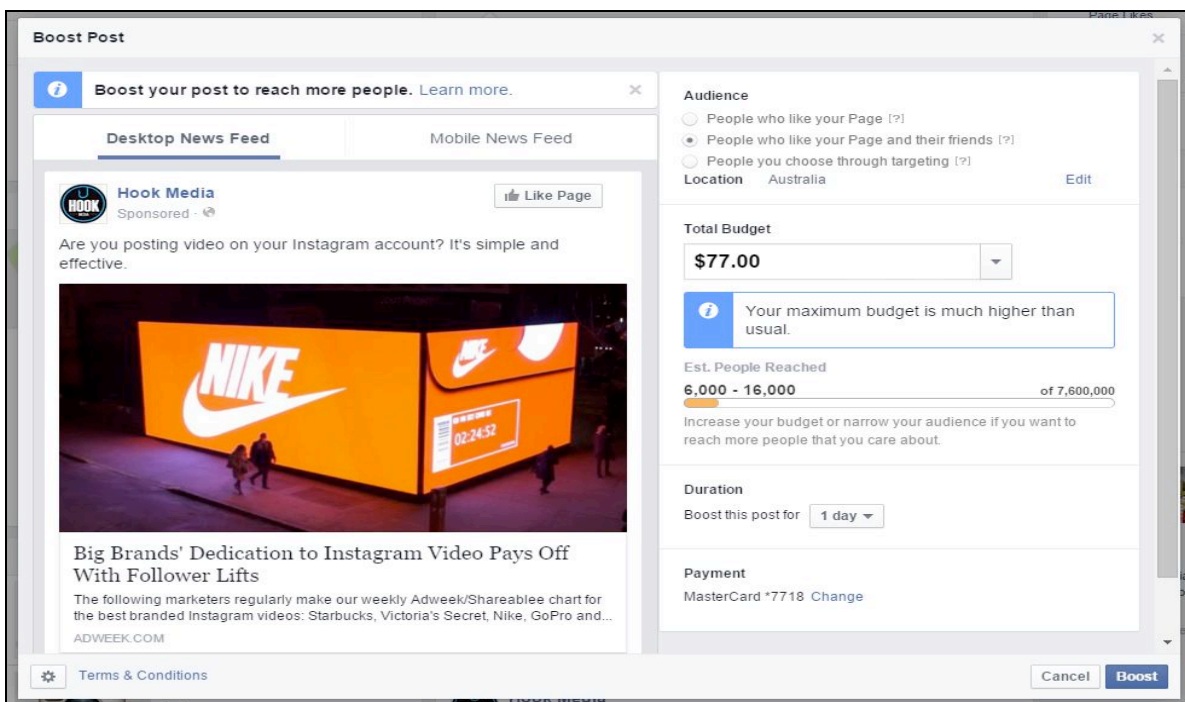 Page Likes
Boost Post
Boost your post to reach more people. Learn more.
Desktop News Feed
Mobile News Feed
HOOK
MEDIA
Hook Media
Sponsored ·
Like Page
Are you posting video on your Instagram account? It's simple and
effective.
NIKE
NIKE
02:24:52
Big Brands' Dedication to Instagram Video Pays Off
With Follower Lifts
The following marketers regularly make our weekly Adweek/Shareablee chart for
the best branded Instagram videos: Starbucks, Victoria's Secret, Nike, GoPro and...
ADWEEK.COM
Audience
People who like your Page [?]
People who like your Page and their friends [?]
People you choose through targeting [?]
Location Australia Edit
Total Budget
$77.00
Your maximum budget is much higher than
usual.
Est. People Reached
6,000 - 16,000 of 7,600,000
Increase your budget or narrow your audience if you want to
reach more people that you care about.
Duration
Boost this post for 1 day
Payment
MasterCard *7718 Change
Terms & Conditions
Cancel Boost
Hook Media